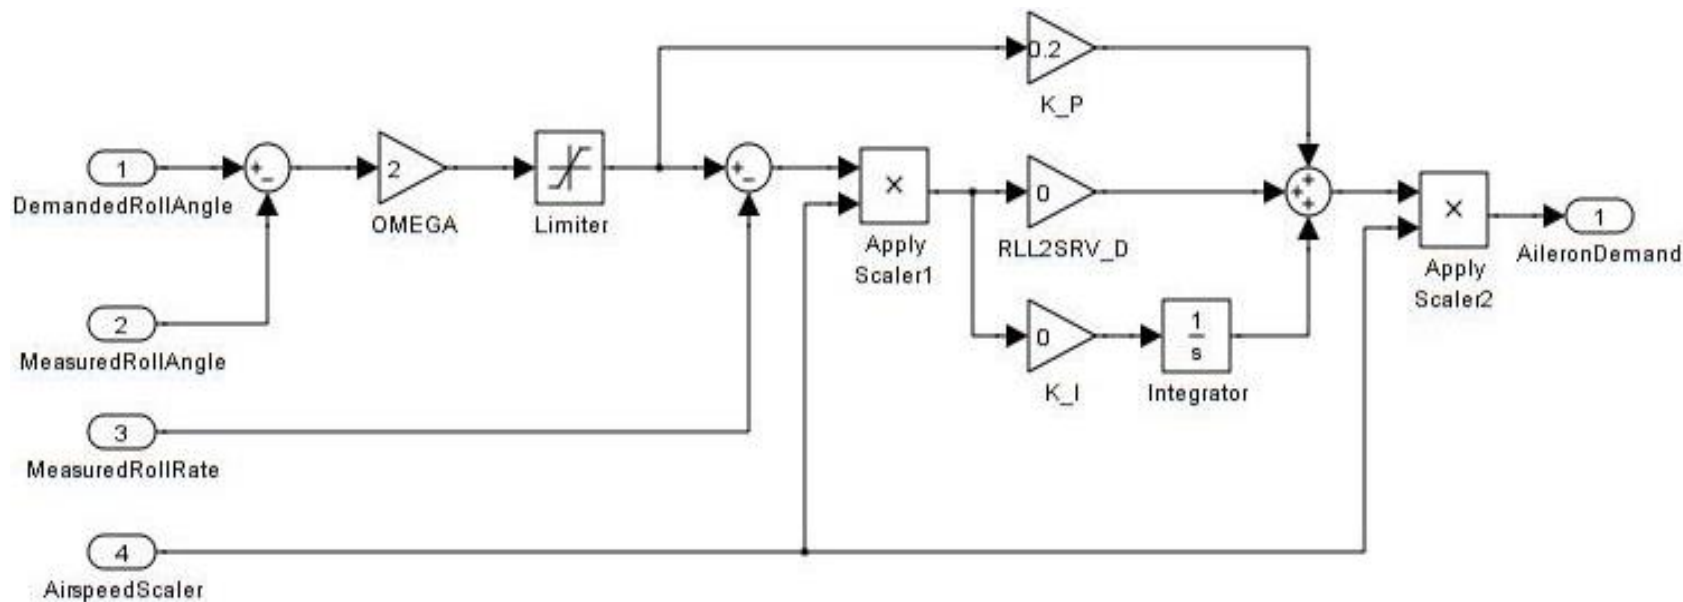 0.2
K_P
1
DemandedRollAngle
+
−
2
OMEGA
Limiter
+
−
×
Apply
Scaler1
0
RLL2SRV_D
+
+
+
×
Apply
Scaler2
1
AileronDemand
2
MeasuredRollAngle
0
K_I
1
s
Integrator
3
MeasuredRollRate
4
AirspeedScaler